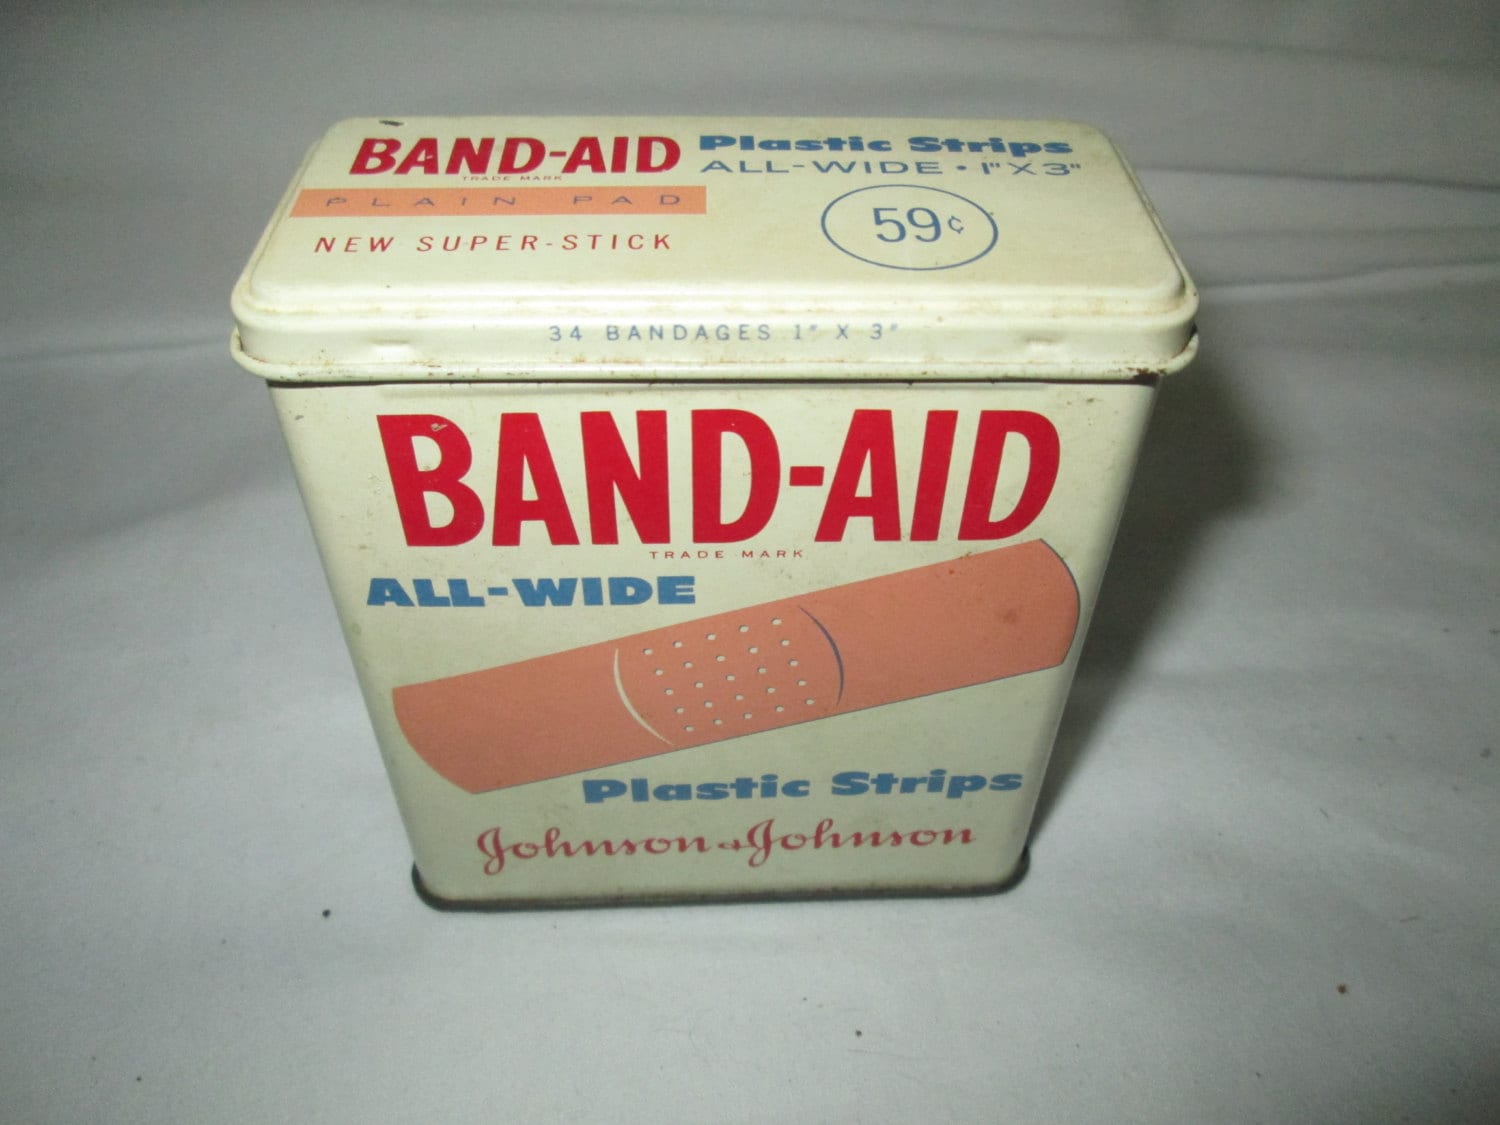 BAND-AID Plastic Strips
TRADE MARK ALL-WIDE • 1" X 3"
PLAIN PAD
59¢
NEW SUPER-STICK
34 BANDAGES 1" X 3"
BAND-AID
TRADE MARK
ALL-WIDE
Plastic Strips
Johnson & Johnson